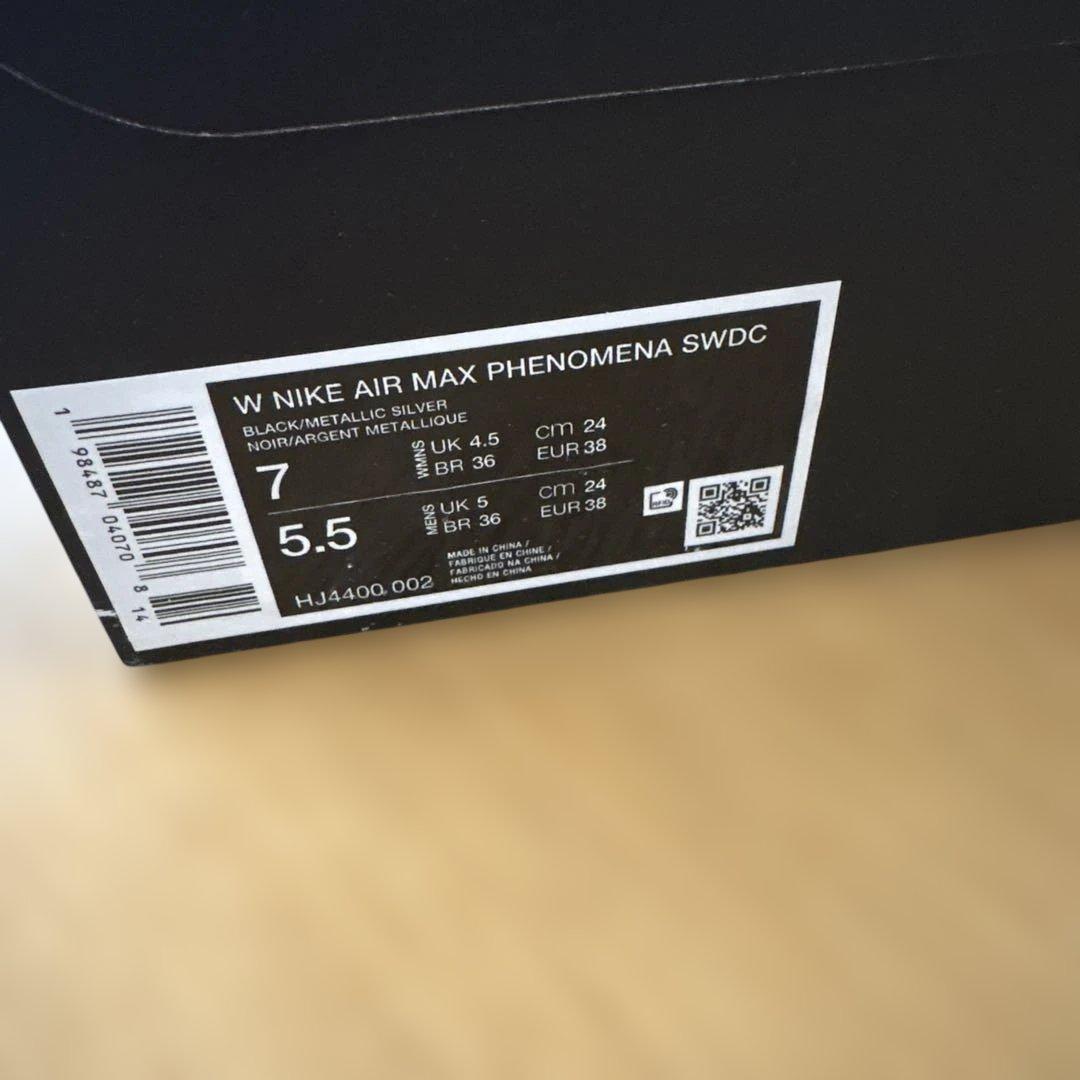 W NIKE AIR MAX PHENOMENA SWDC
BLACK/METALLIC SILVER
NOIR/ARGENT METALLIQUE
7
WMNS
UK 4.5 cm 24
BR 36 EUR 38
5.5
MENS
UK 5 cm 24
BR 36 EUR 38
HJ4400 002
MADE IN CHINA /
FABRIQUE EN CHINE /
FABRICADO NA CHINA /
HECHO EN CHINA
RFID
1 98487 04070 8 14